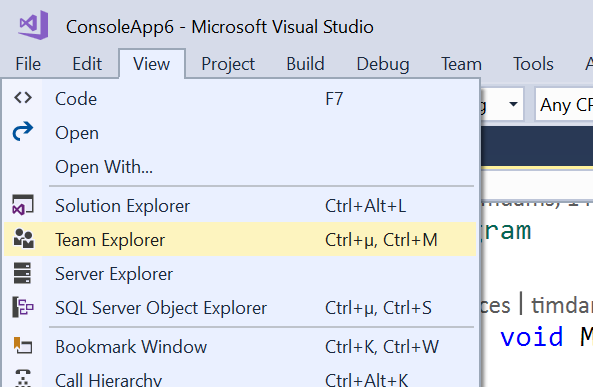 ConsoleApp6 - Microsoft Visual Studio
File Edit View Project Build Debug Team Tools
Code F7
Any CP
Open
Open With...
Solution Explorer Ctrl+Alt+L
Team Explorer Ctrl+µ, Ctrl+M
gram
Server Explorer
SQL Server Object Explorer Ctrl+µ, Ctrl+S
ces | timdar
void M
Bookmark Window Ctrl+K, Ctrl+W
Call Hierarchy Ctrl+Alt+K